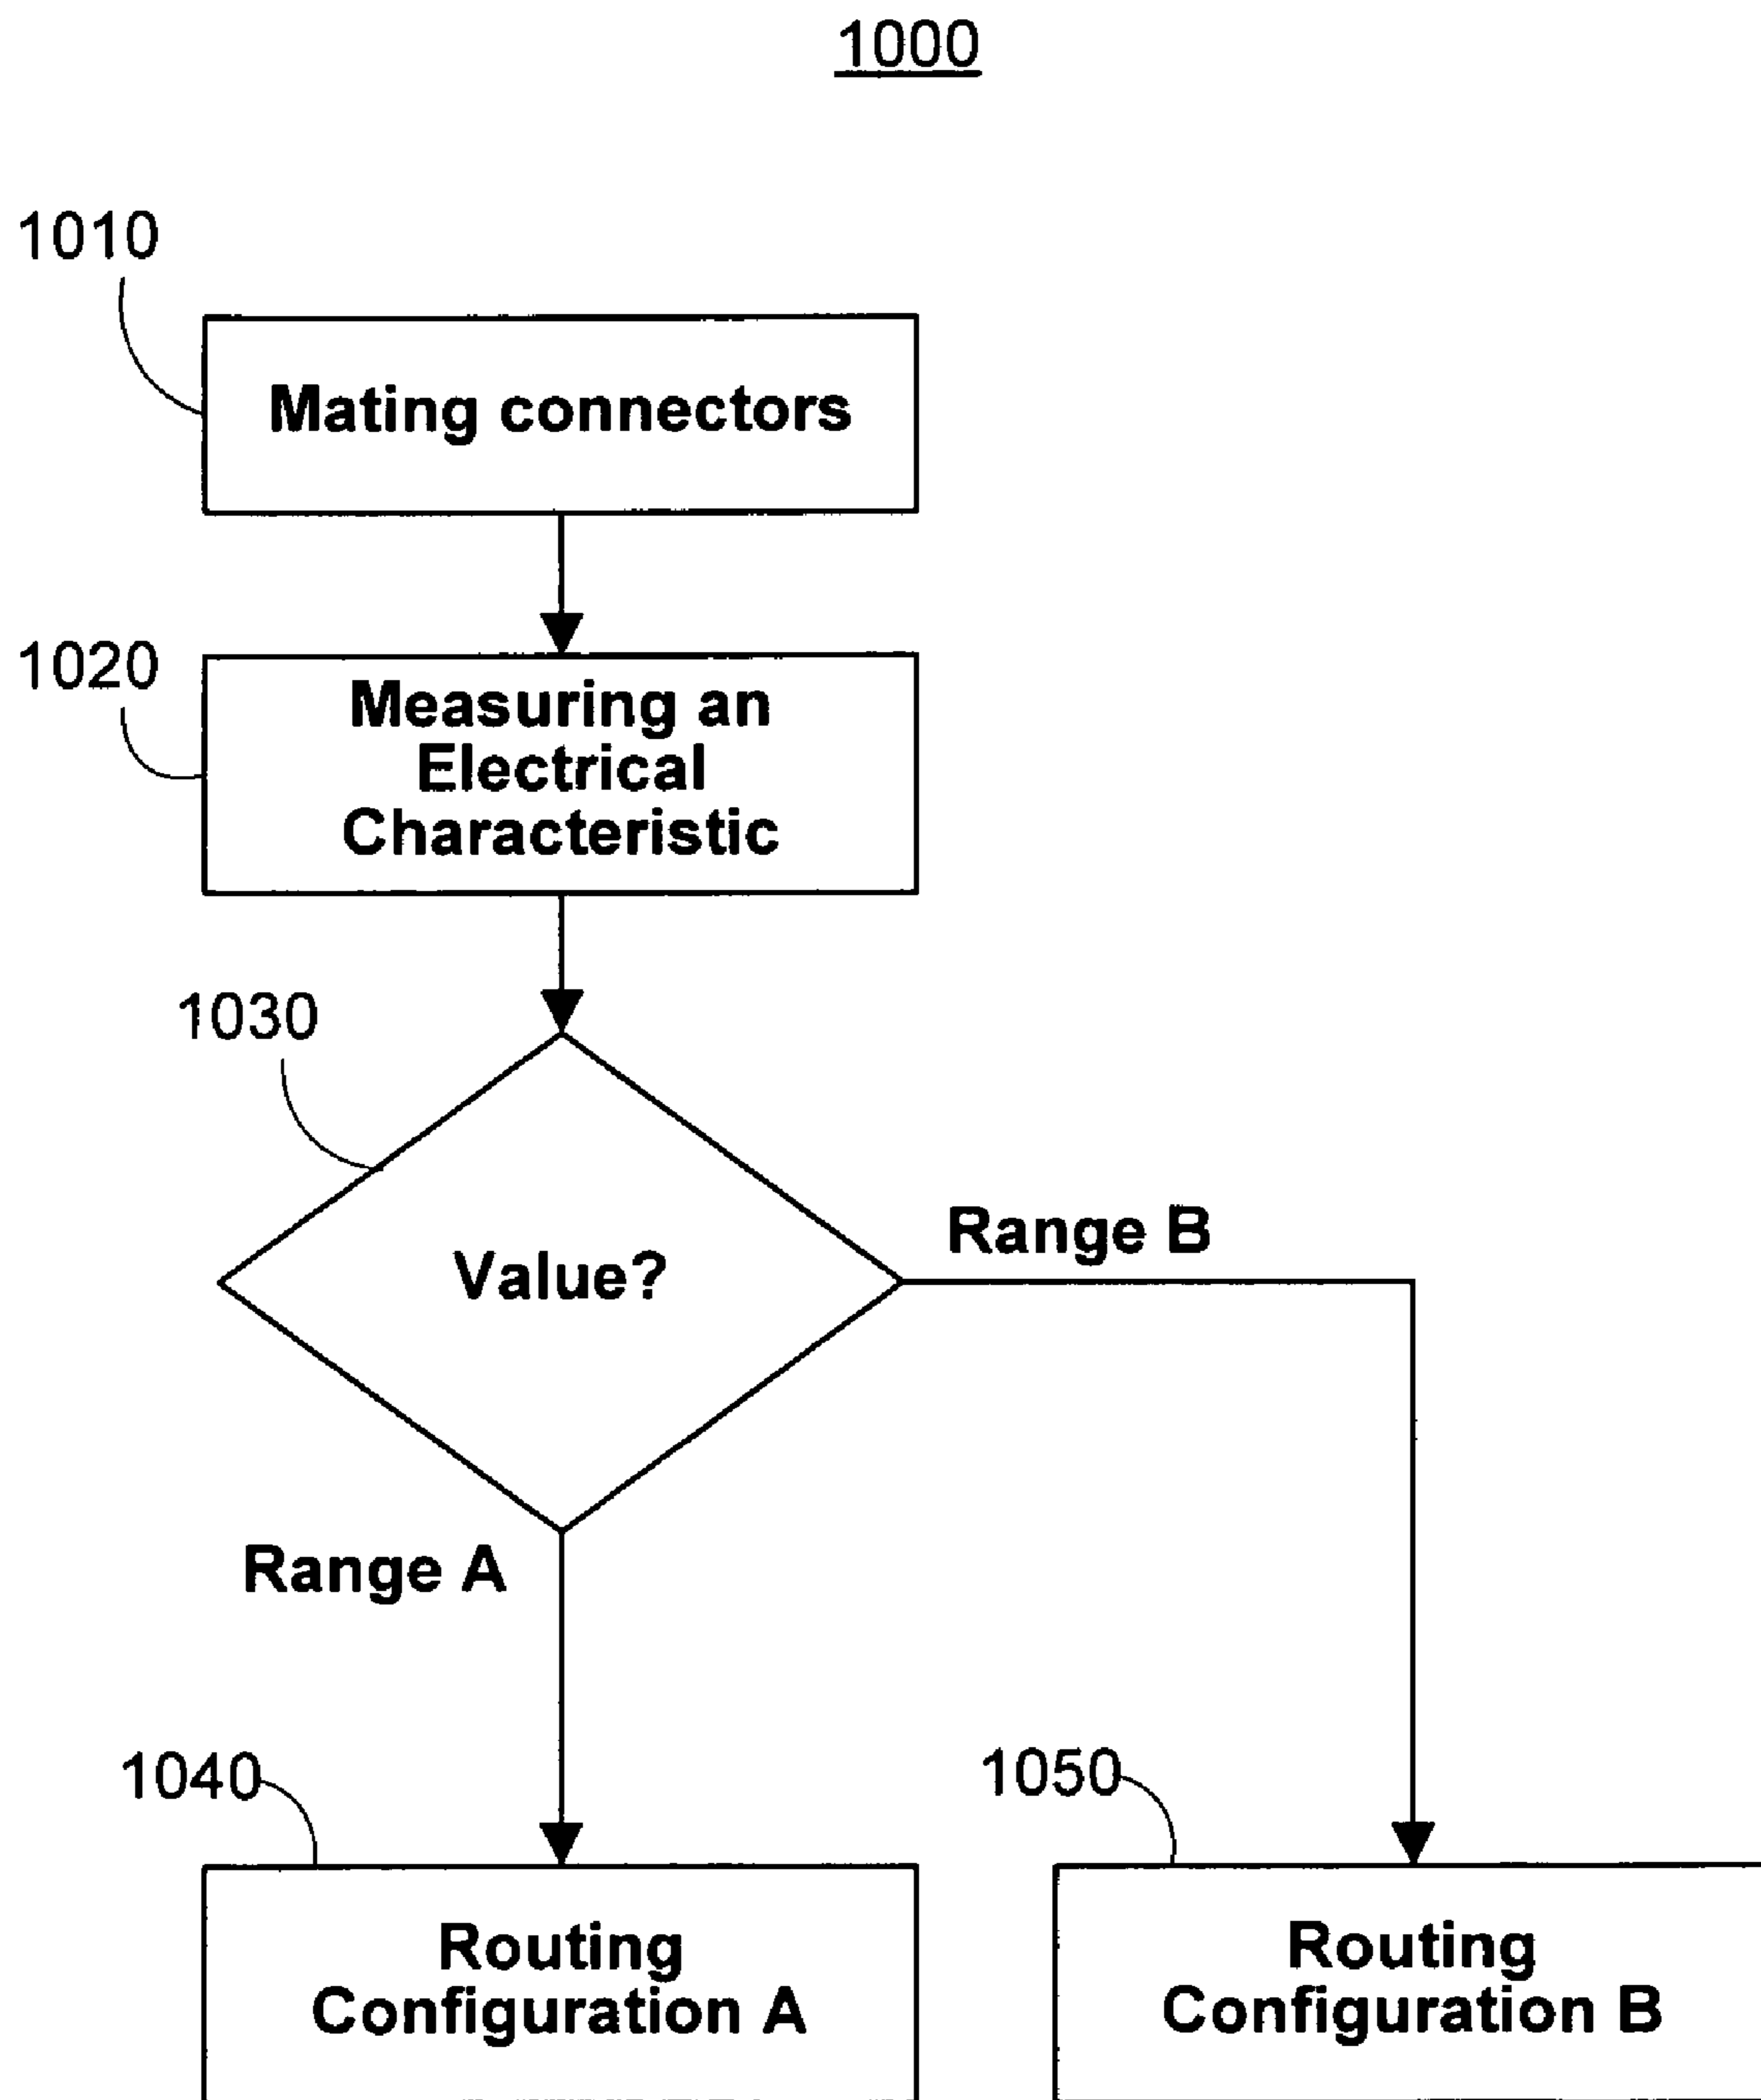 1000
1010
Mating connectors
1020
Measuring an
Electrical
Characteristic
1030
Value?
Range B
Range A
1040
Routing
Configuration A
1050
Routing
Configuration B